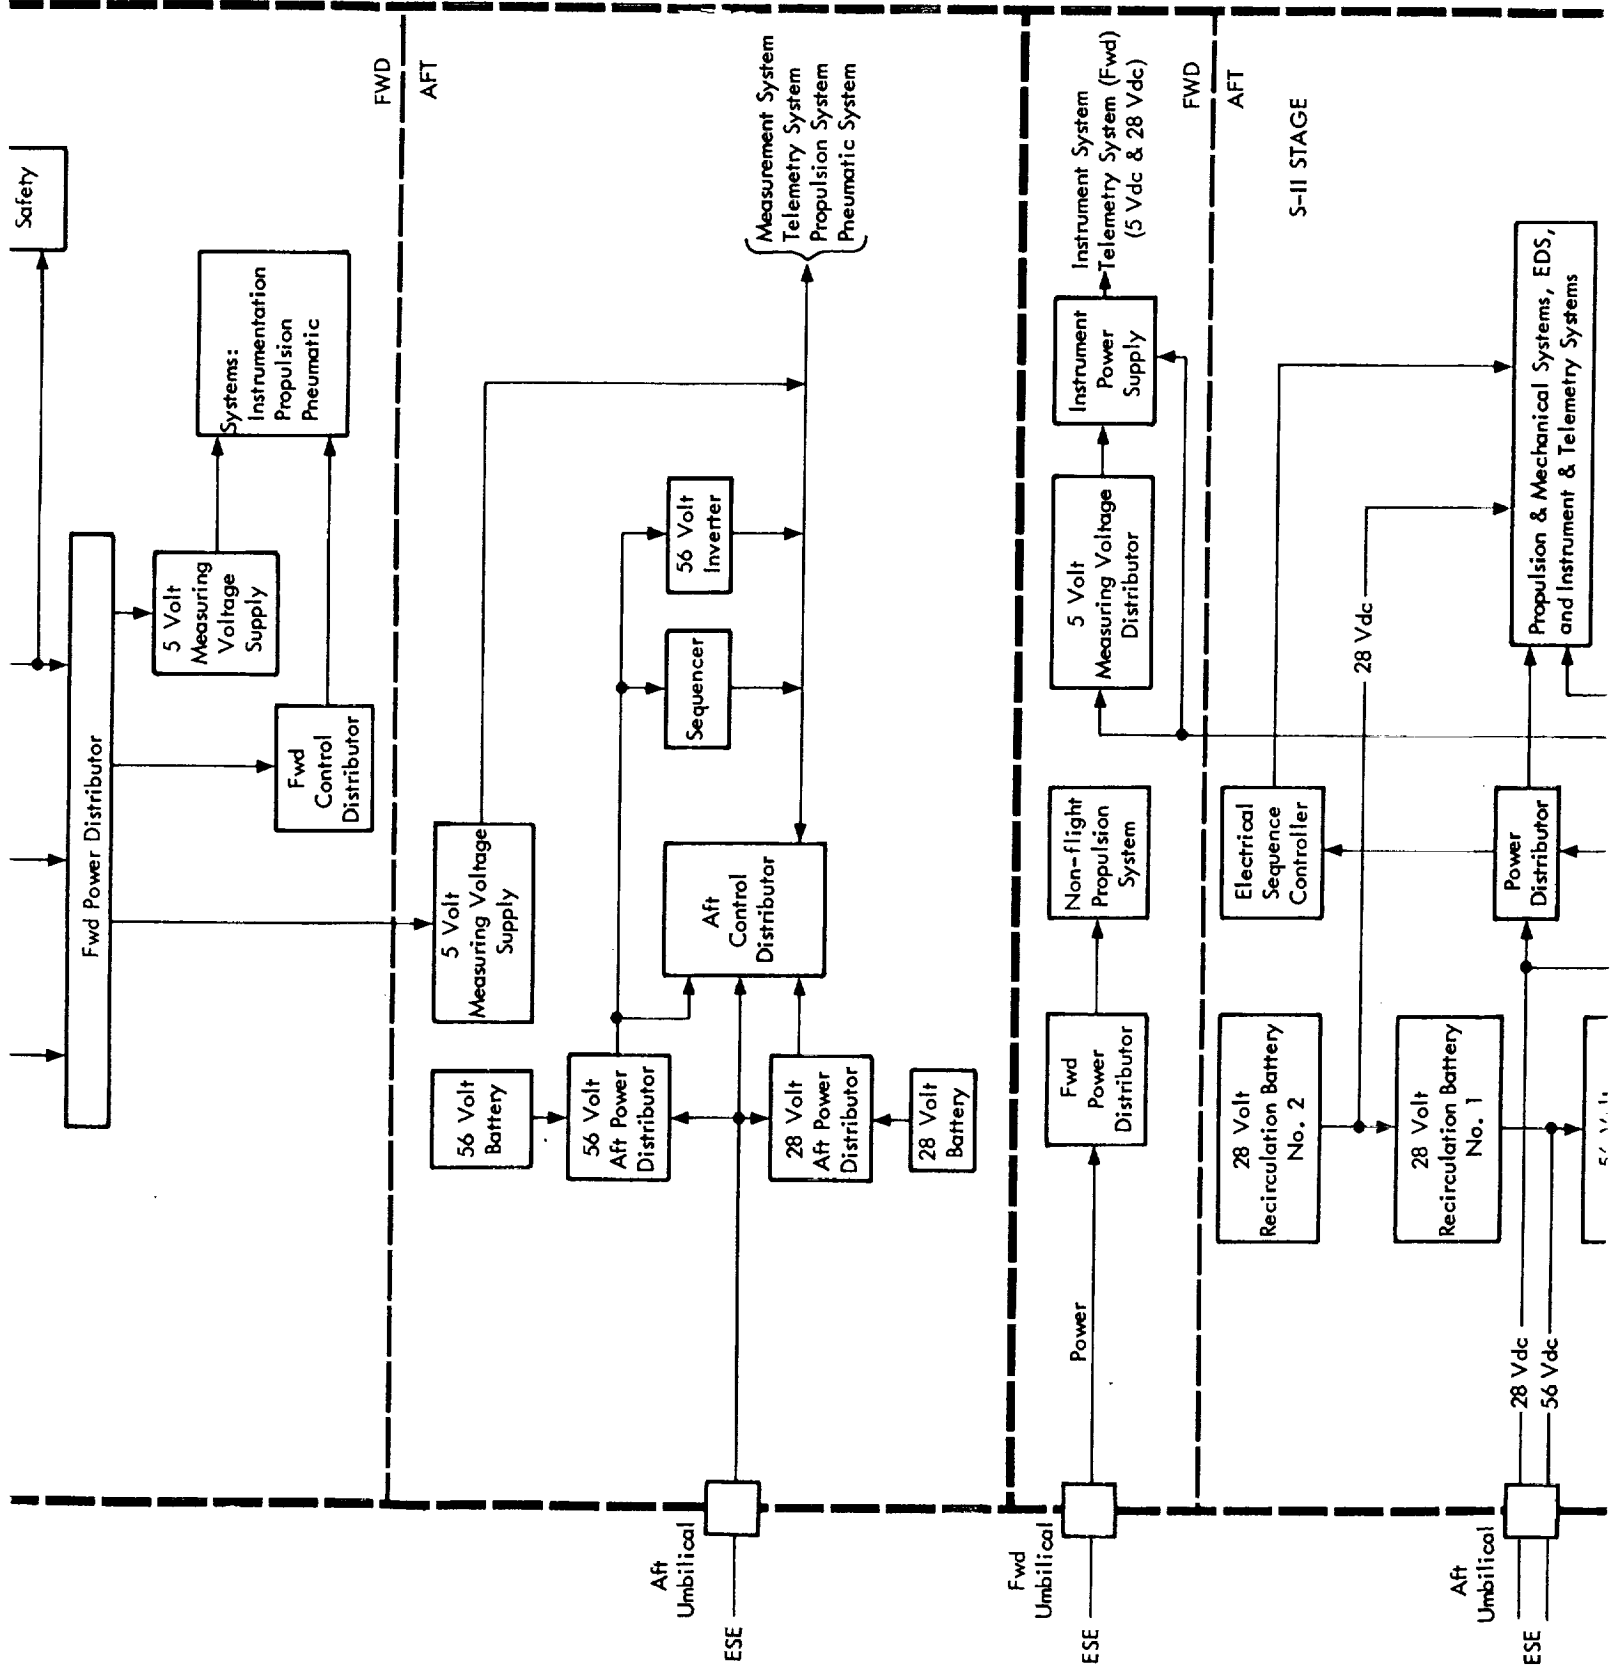 Safety
Fwd Power Distributor
5 Volt
Measuring
Voltage
Supply
Systems:
Instrumentation
Propulsion
Pneumatic
Fwd
Control
Distributor
FWD
AFT
5 Volt
Measuring Voltage
Supply
56 Volt
Battery
56 Volt
Aft Power
Distributor
28 Volt
Aft Power
Distributor
28 Volt
Battery
Aft
Control
Distributor
Sequencer
56 Volt
Inverter
Measurement System
Telemetry System
Propulsion System
Pneumatic System
Aft
Umbilical
ESE
Fwd
Umbilical
ESE
Power
Fwd
Power
Distributor
Non-flight
Propulsion
System
5 Volt
Measuring Voltage
Distributor
Instrument
Power
Supply
Instrument System
Telemetry System (Fwd)
(5 Vdc & 28 Vdc)
FWD
AFT
S-II STAGE
28 Volt
Recirculation Battery
No. 2
28 Volt
Recirculation Battery
No. 1
Electrical
Sequence
Controller
28 Vdc
Power
Distributor
Propulsion & Mechanical Systems, EDS,
and Instrument & Telemetry Systems
28 Vdc
56 Vdc
Aft
Umbilical
ESE